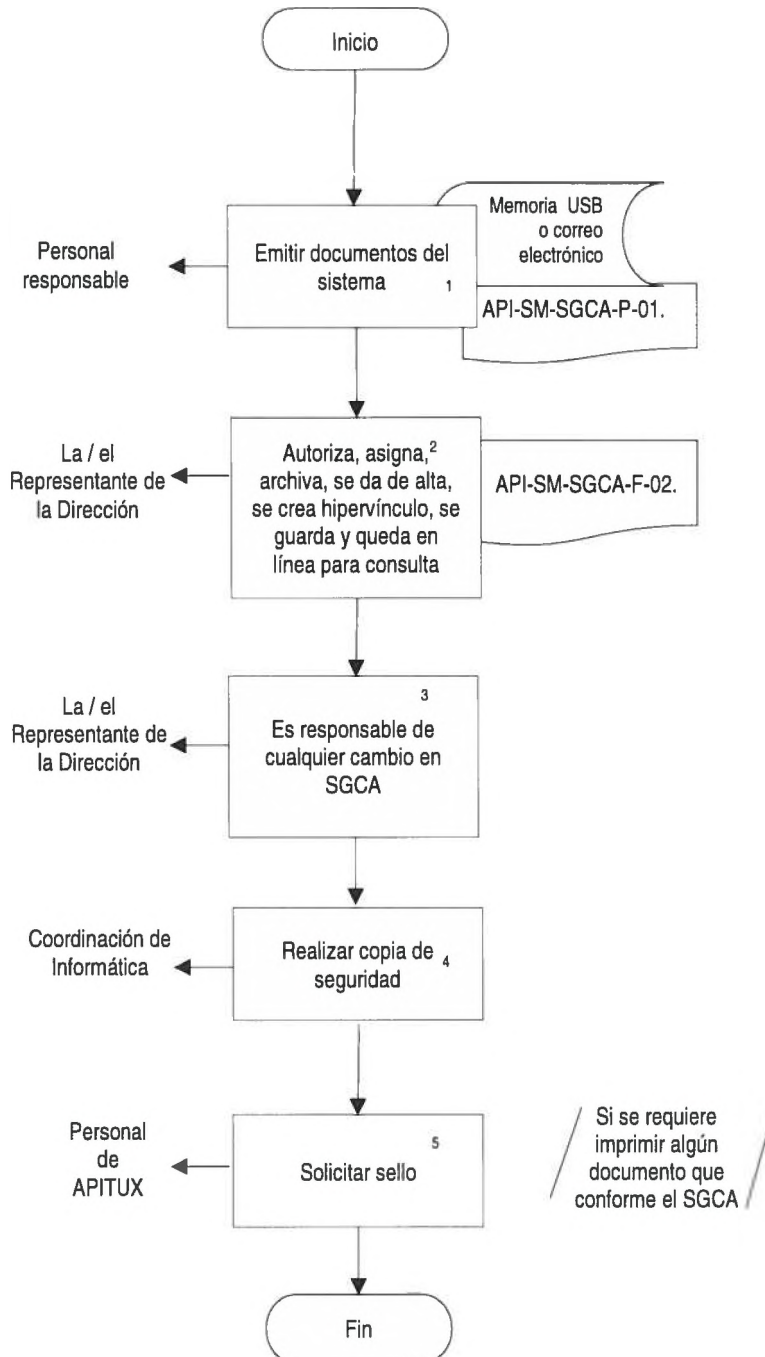 Inicio
Memoria USB
o correo
electrónico
Personal
responsable
Emitir documentos del
sistema
1
API-SM-SGCA-P-01.
La / el
Representante de
la Dirección
Autoriza, asigna,2
archiva, se da de alta,
se crea hipervínculo, se
guarda y queda en
línea para consulta
API-SM-SGCA-F-02.
La / el
Representante de
la Dirección
3
Es responsable de
cualquier cambio en
SGCA
Coordinación de
Informática
Realizar copia de
seguridad
4
Personal
de
APITUX
5
Solicitar sello
Si se requiere
imprimir algún
documento que
conforme el SGCA
Fin